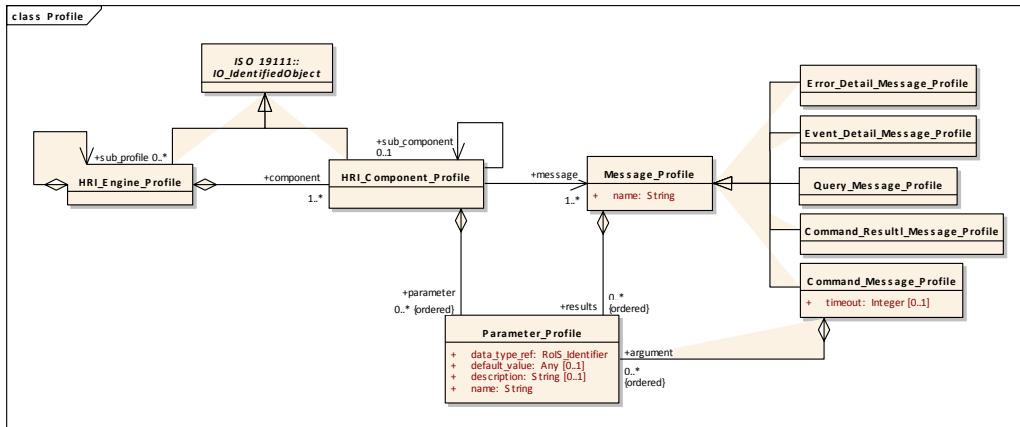 class Profile
ISO 19111::
IO_IdentifiedObject
+sub_profile 0..*
HRI_Engine_Profile
+component
1..*
+sub_component
0..1
HRI_Component_Profile
+message
1..*
Message_Profile
+ name: String
Error_Detail_Message_Profile
Event_Detail_Message_Profile
Query_Message_Profile
Command_Resultl_Message_Profile
Command_Message_Profile
+ timeout: Integer [0..1]
+parameter
0..* {ordered}
+results
0..*
{ordered}
Parameter_Profile
+ data_type_ref: RoIS_Identifier
+ default_value: Any [0..1]
+ description: String [0..1]
+ name: String
+argument
0..*
{ordered}